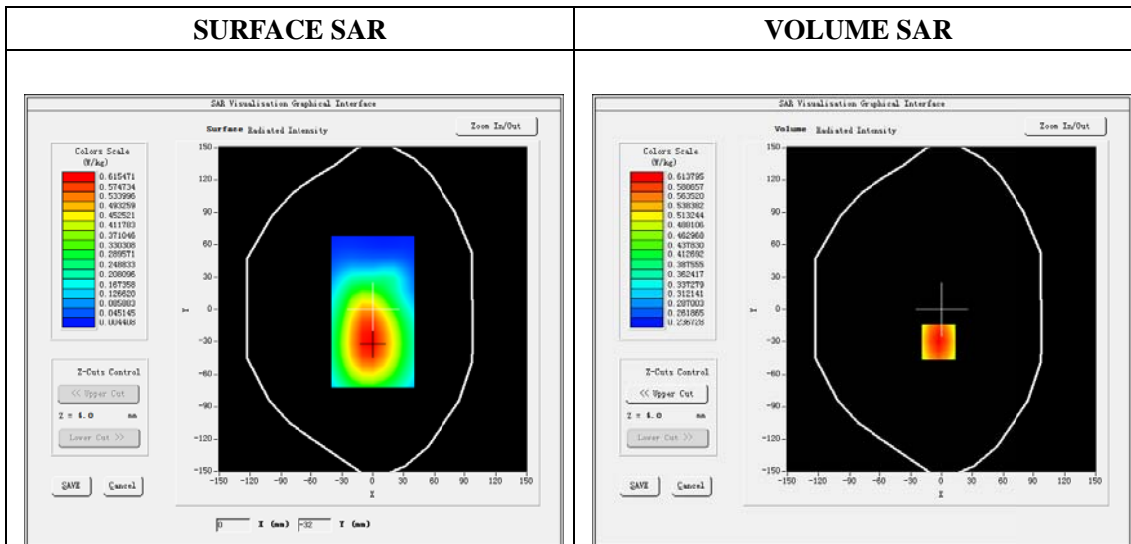 SURFACE SAR
VOLUME SAR
SAR Visualisation Graphical Interface
Surface Radiated Intensity
Zoom In/Out
Colors Scale
(W/kg)
0.615471
0.574734
0.533996
0.493259
0.452521
0.411783
0.371046
0.330308
0.289571
0.248833
0.208096
0.167358
0.126620
0.085883
0.045145
0.004408
Z-Cuts Control
<< Upper Cut
Z = 4.0 mm
Lower Cut >>
SAVE
Cancel
150
120
90
60
30
0
-30
-60
-90
-120
-150
Y
-150 -120 -90 -60 -30 0 30 60 90 120 150
X
0 X (mm) -32 Y (mm)
SAR Visualisation Graphical Interface
Volume Radiated Intensity
Zoom In/Out
Colors Scale
(W/kg)
0.613795
0.588657
0.563520
0.538382
0.513244
0.488106
0.462968
0.437830
0.412692
0.387555
0.362417
0.337279
0.312141
0.287003
0.261865
0.236728
Z-Cuts Control
<< Upper Cut
Z = 4.0 mm
Lower Cut >>
SAVE
Cancel
150
120
90
60
30
0
-30
-60
-90
-120
-150
Y
-150 -120 -90 -60 -30 0 30 60 90 120 150
X